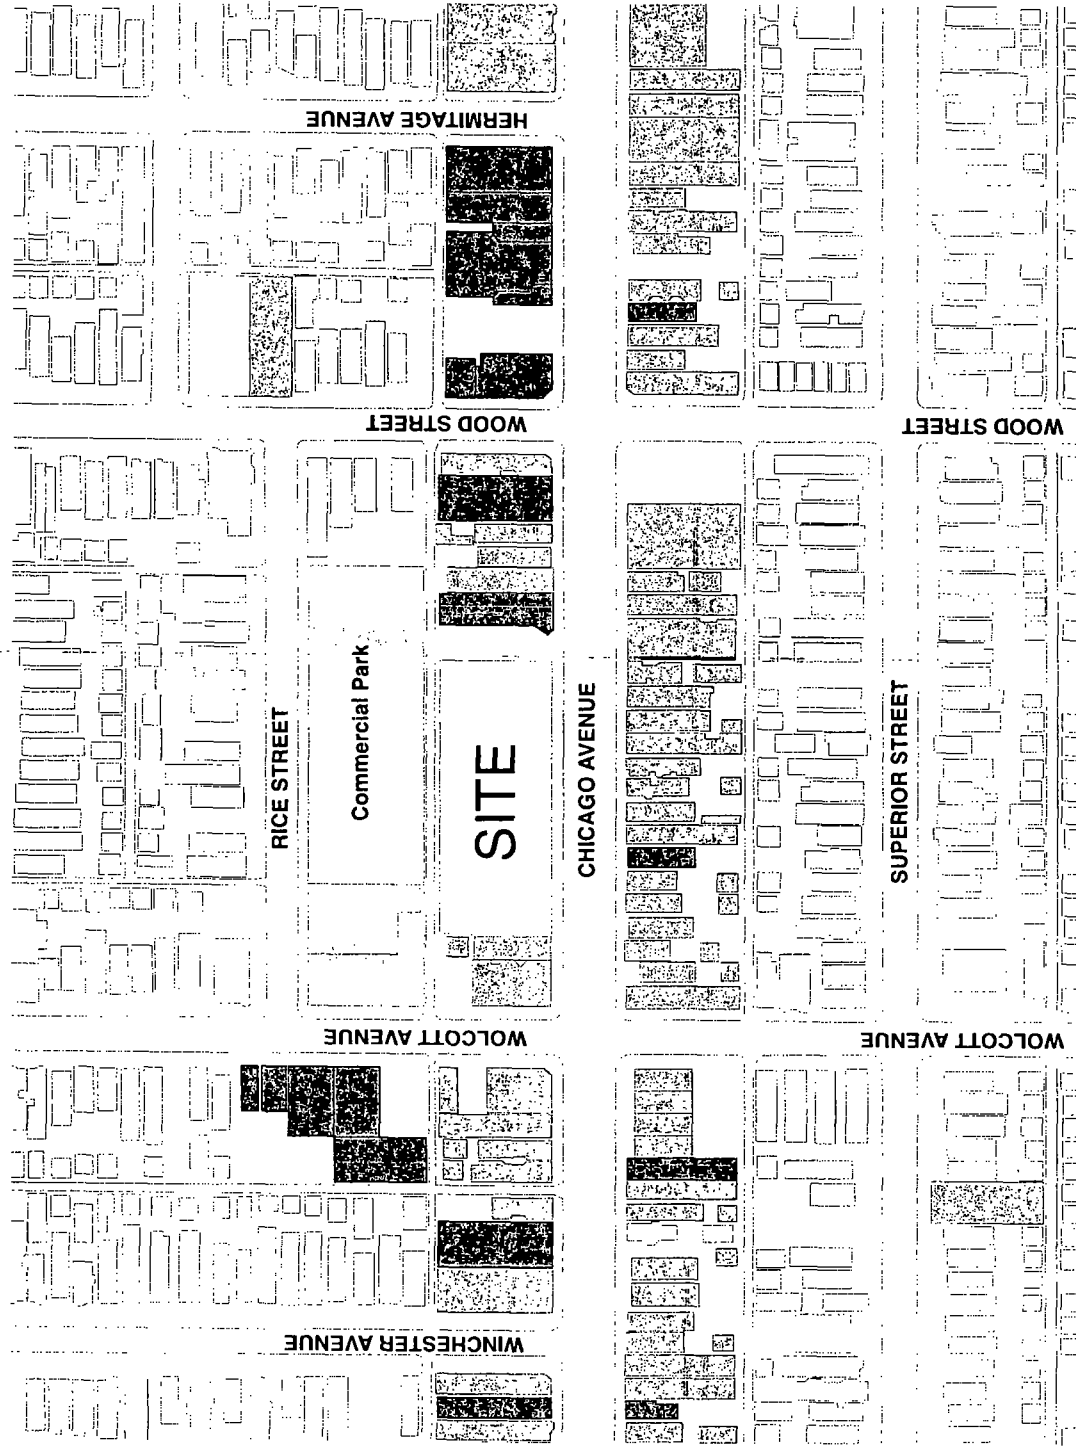 HERMITAGE AVENUE
WOOD STREET
WOOD STREET
RICE STREET
Commercial Park
SITE
CHICAGO AVENUE
SUPERIOR STREET
WOLCOTT AVENUE
WOLCOTT AVENUE
WINCHESTER AVENUE